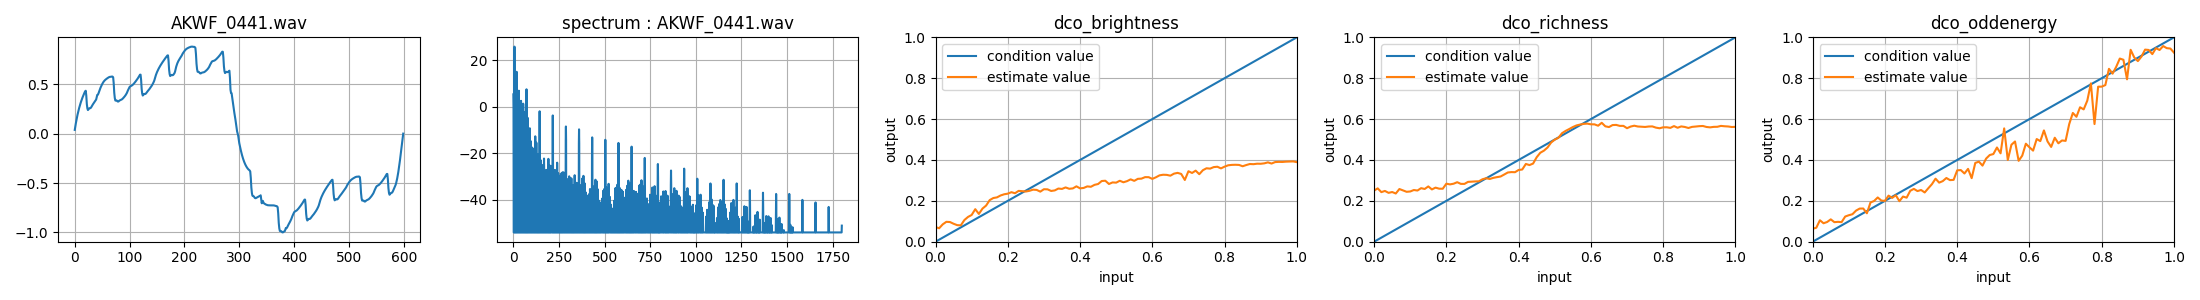 AKWF_0441.wav
0.5
0.0
−0.5
−1.0
0 100 200 300 400 500 600
spectrum : AKWF_0441.wav
20
0
−20
−40
0 250 500 750 1000 1250 1500 1750
dco_brightness
condition value
estimate value
output
1.0
0.8
0.6
0.4
0.2
0.0
0.0 0.2 0.4 0.6 0.8 1.0
input
dco_richness
condition value
estimate value
output
1.0
0.8
0.6
0.4
0.2
0.0
0.0 0.2 0.4 0.6 0.8 1.0
input
dco_oddenergy
condition value
estimate value
output
1.0
0.8
0.6
0.4
0.2
0.0
0.0 0.2 0.4 0.6 0.8 1.0
input